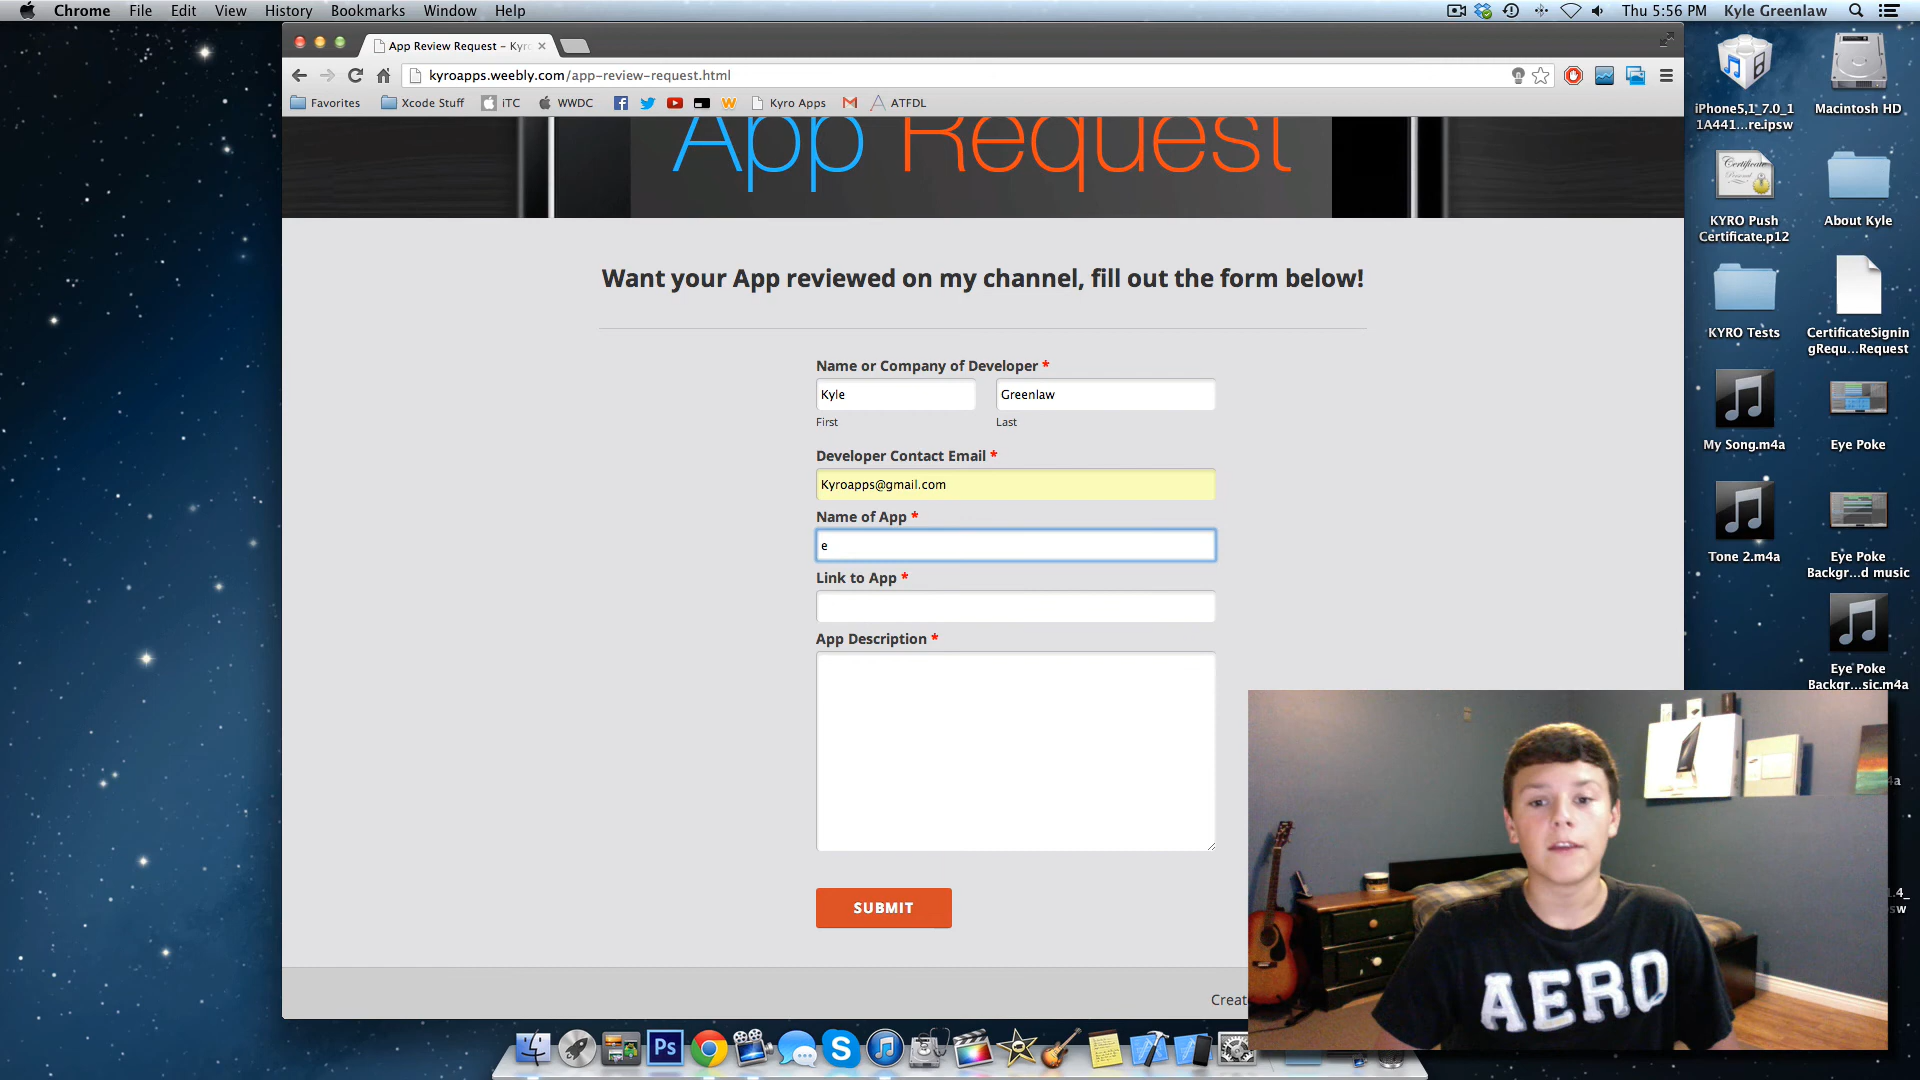 Chrome File Edit View History Bookmarks Window Help Thu 5:56 PM Kyle Greenlaw
App Review Request – Kyro
kyroapps.weebly.com/app-review-request.html
Favorites Xcode Stuff iTC WWDC Kyro Apps ATFDL
App Request
Want your App reviewed on my channel, fill out the form below!
Name or Company of Developer *
Kyle Greenlaw
First Last
Developer Contact Email *
Kyroapps@gmail.com
Name of App *
e
Link to App *
App Description *
SUBMIT
Create
iPhone5,1_7.0_1
1A441...re.ipsw
Macintosh HD
Certificate
KYRO Push
Certificate.p12
About Kyle
KYRO Tests
CertificateSignin
gRequ...Request
My Song.m4a
Eye Poke
Tone 2.m4a
Eye Poke
Backgr...d music
Eye Poke
Backgr...sic.m4a
Ps
AERO